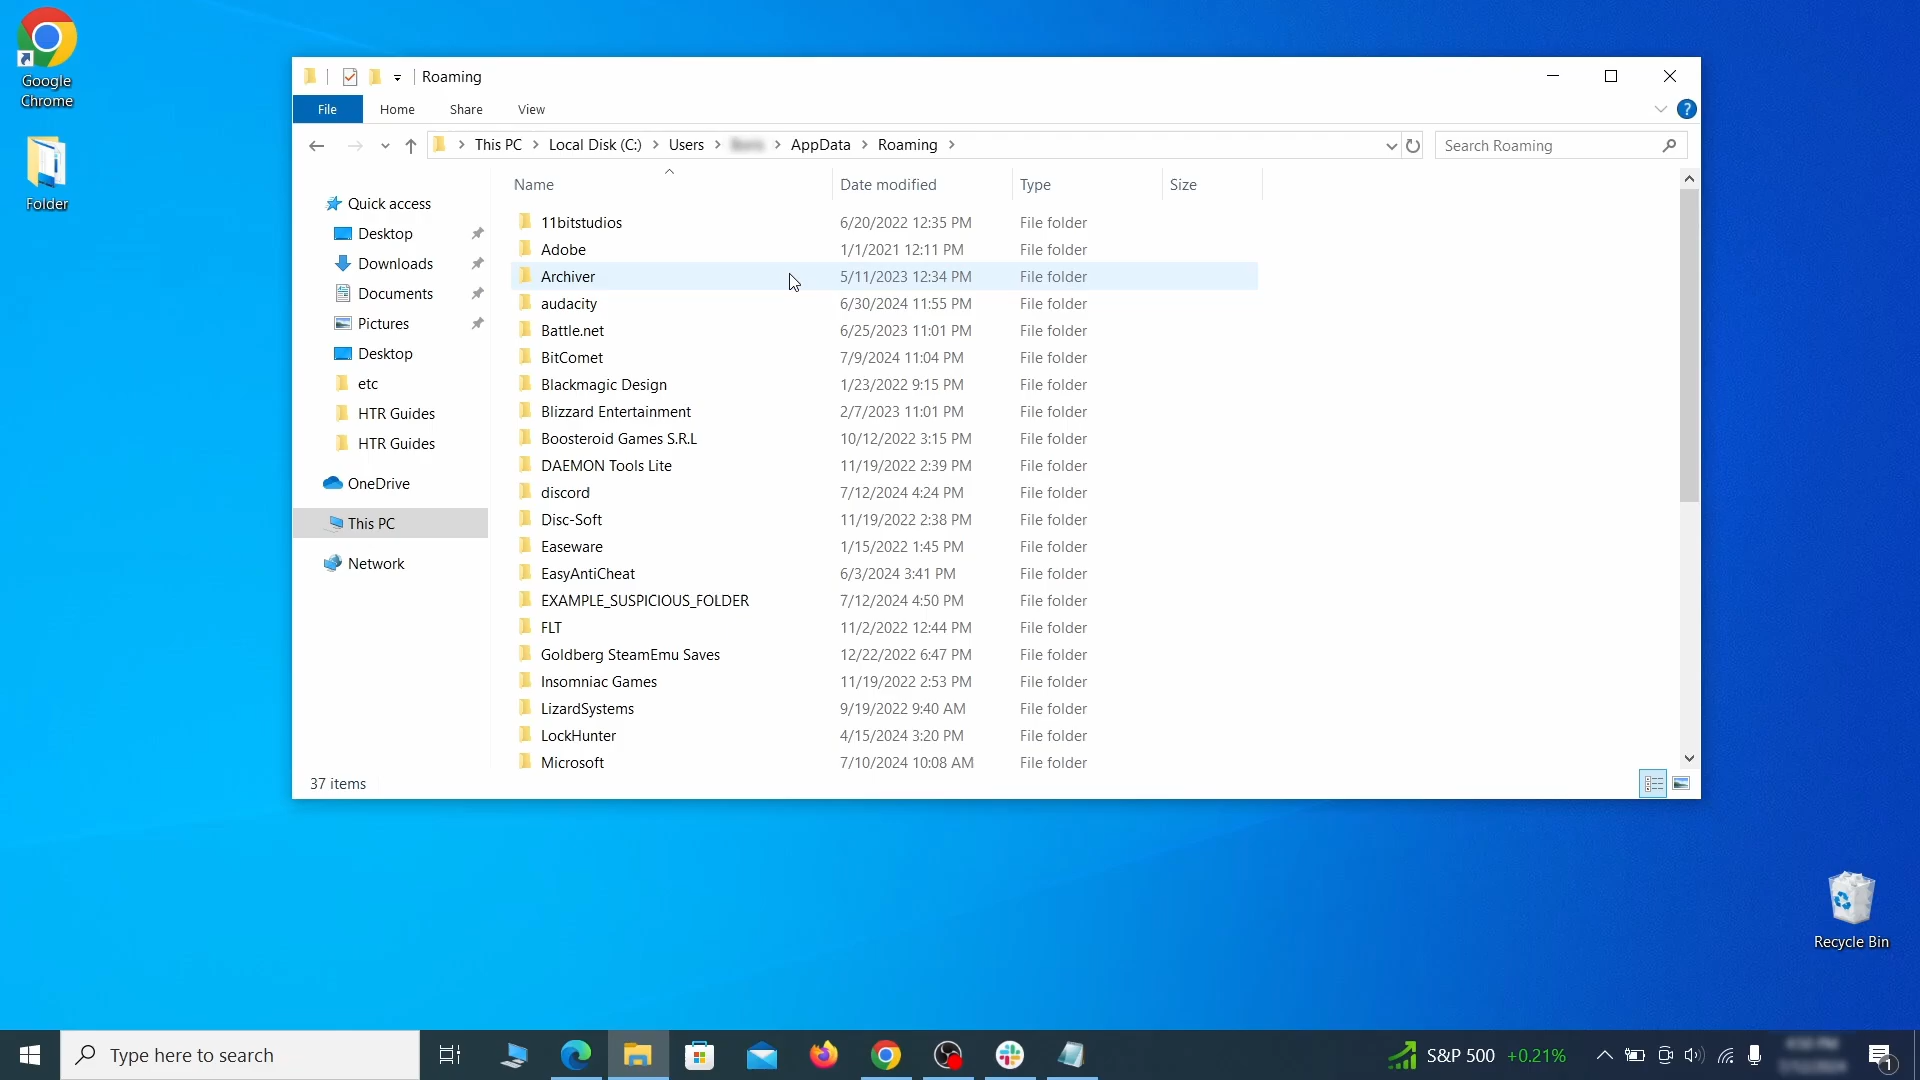 Google
Chrome
Folder
Roaming
File Home Share View
This PC Local Disk (C:) Users AppData Roaming
Search Roaming
Name Date modified Type Size
Quick access
Desktop
Downloads
Documents
Pictures
Desktop
etc
HTR Guides
HTR Guides
OneDrive
This PC
Network
11bitstudios 6/20/2022 12:35 PM File folder
Adobe 1/1/2021 12:11 PM File folder
Archiver 5/11/2023 12:34 PM File folder
audacity 6/30/2024 11:55 PM File folder
Battle.net 6/25/2023 11:01 PM File folder
BitComet 7/9/2024 11:04 PM File folder
Blackmagic Design 1/23/2022 9:15 PM File folder
Blizzard Entertainment 2/7/2023 11:01 PM File folder
Boosteroid Games S.R.L 10/12/2022 3:15 PM File folder
DAEMON Tools Lite 11/19/2022 2:39 PM File folder
discord 7/12/2024 4:24 PM File folder
Disc-Soft 11/19/2022 2:38 PM File folder
Easeware 1/15/2022 1:45 PM File folder
EasyAntiCheat 6/3/2024 3:41 PM File folder
EXAMPLE_SUSPICIOUS_FOLDER 7/12/2024 4:50 PM File folder
FLT 11/2/2022 12:44 PM File folder
Goldberg SteamEmu Saves 12/22/2022 6:47 PM File folder
Insomniac Games 11/19/2022 2:53 PM File folder
LizardSystems 9/19/2022 9:40 AM File folder
LockHunter 4/15/2024 3:20 PM File folder
Microsoft 7/10/2024 10:08 AM File folder
37 items
Recycle Bin
Type here to search
S&P 500 +0.21%
1